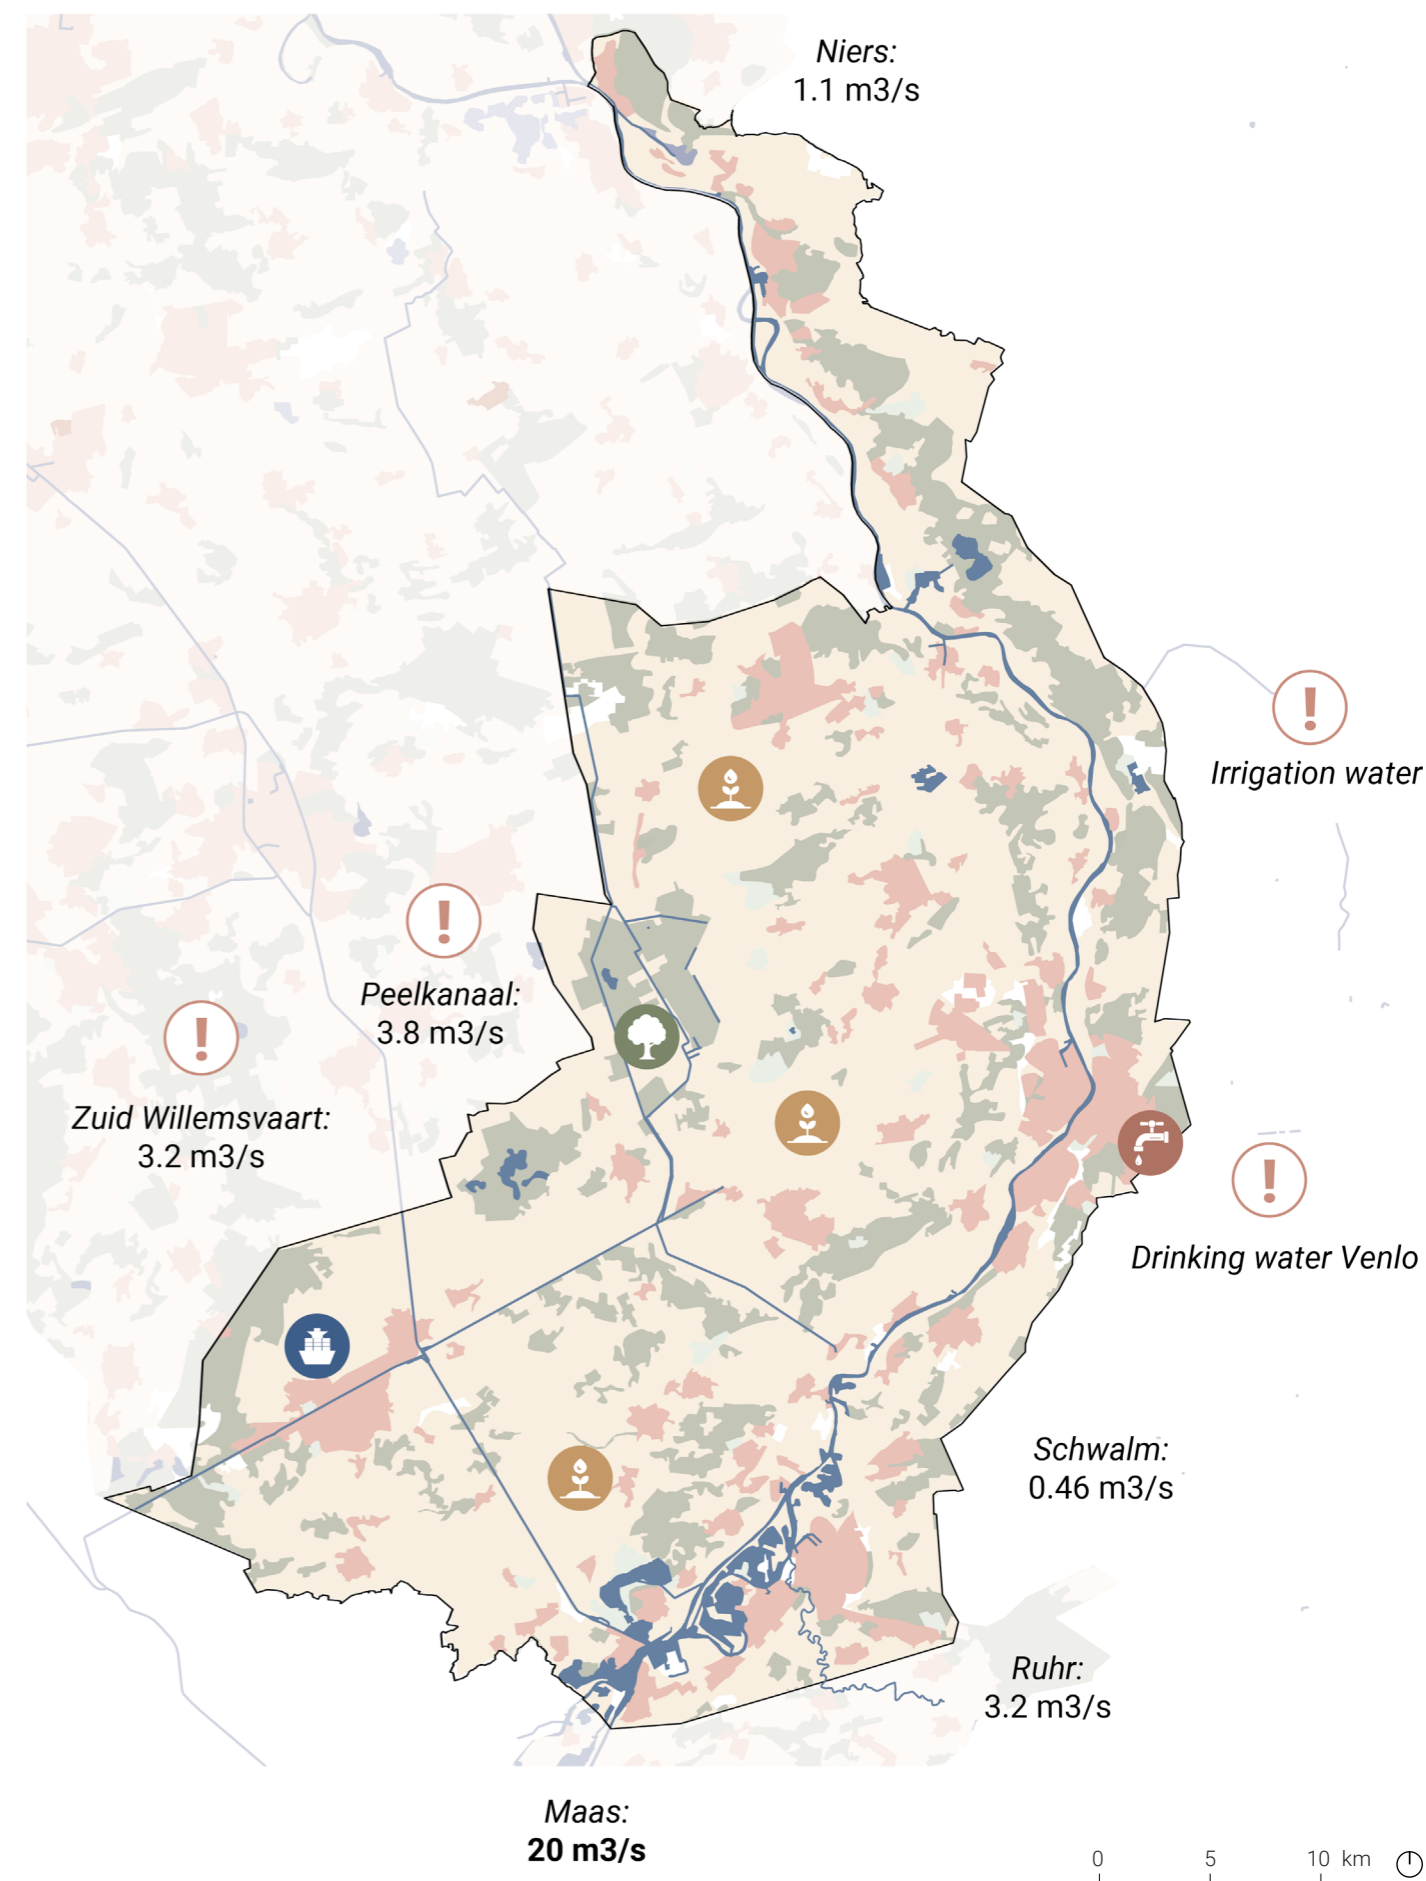 Niers:
1.1 m3/s
!
Irrigation water
!
Peelkanaal:
3.8 m3/s
!
Zuid Willemsvaart:
3.2 m3/s
!
Drinking water Venlo
Schwalm:
0.46 m3/s
Ruhr:
3.2 m3/s
Maas:
20 m3/s
0 5 10 km